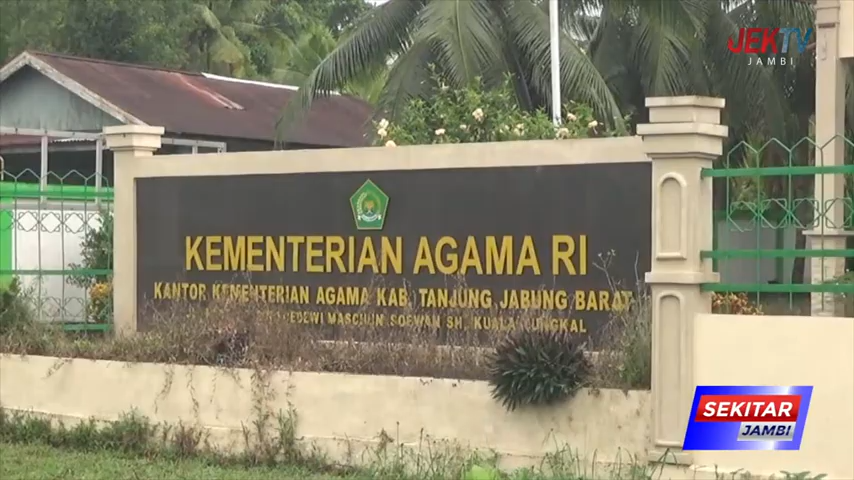 JEKTV
JAMBI
KEMENTERIAN AGAMA RI
KANTOR KEMENTERIAN AGAMA KAB. TANJUNG JABUNG BARAT
MASCHUN SOFWAN SH. KUALA TUNGKAL
SEKITAR
JAMBI